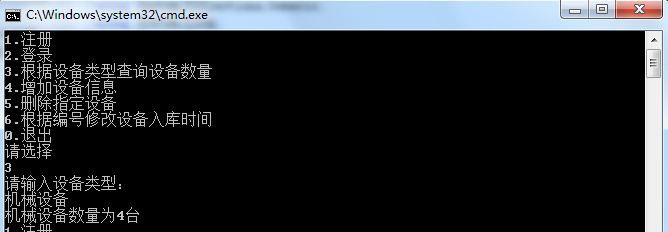 C:\Windows\system32\cmd.exe
1.注册
2.登录
3.根据设备类型查询设备数量
4.增加设备信息
5.删除指定设备
6.根据编号修改设备入库时间
0.退出
请选择
3
请输入设备类型:
机械设备
机械设备数量为4台
1.注册